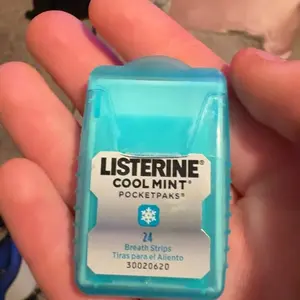 LISTERINE®
COOL MINT®
POCKETPAKS®
24
Breath Strips
Tiras para el Aliento
30020620